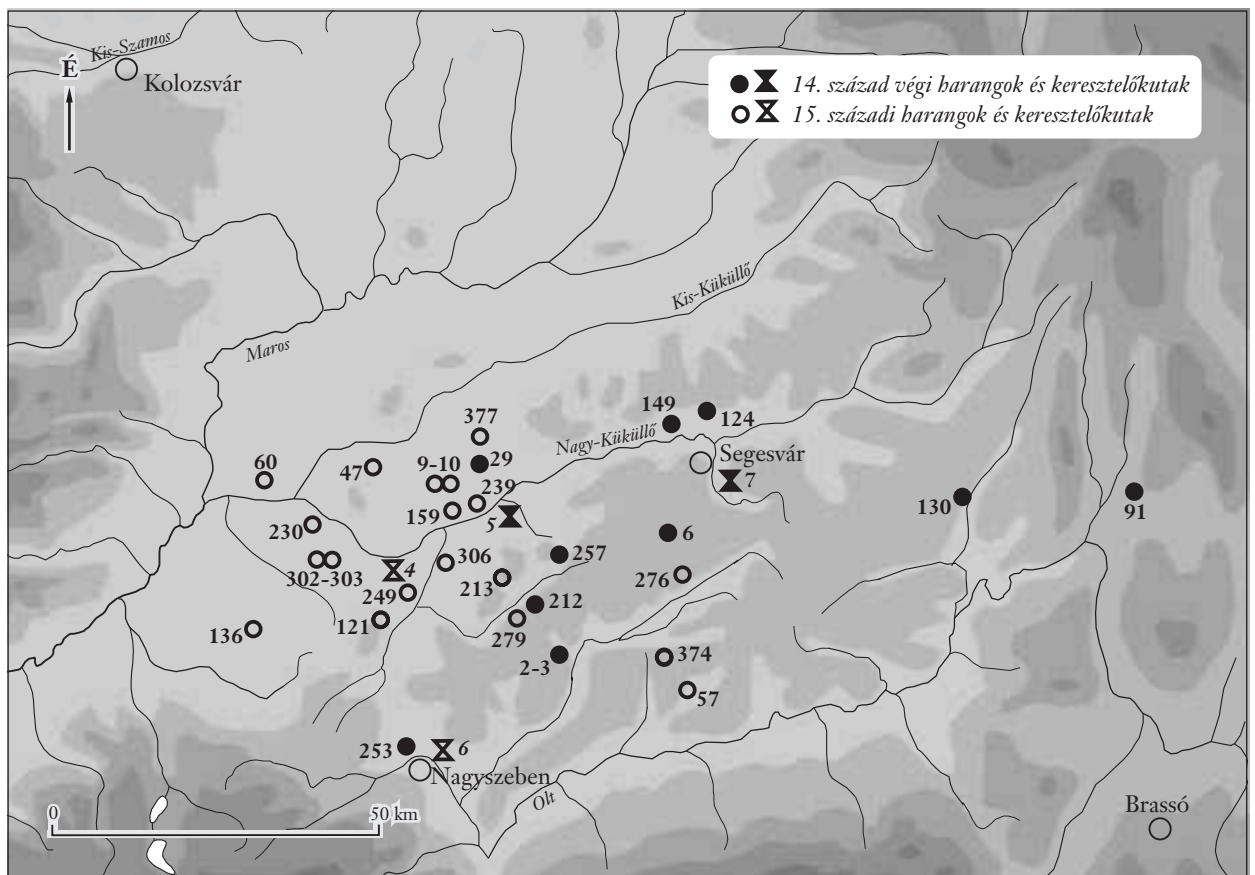 Kis-Szamos
É
Kolozsvár
14. század végi harangok és keresztelőkutak
15. századi harangok és keresztelőkutak
Kis-Küküllő
Maros
149
124
377
Nagy-Küküllő
Segesvár
60
47
9-10
29
7
239
130
91
159
5
230
6
257
306
4
302-303
213
276
249
212
121
279
136
2-3
374
57
253
6
Nagyszeben
Olt
0
50 km
Brassó